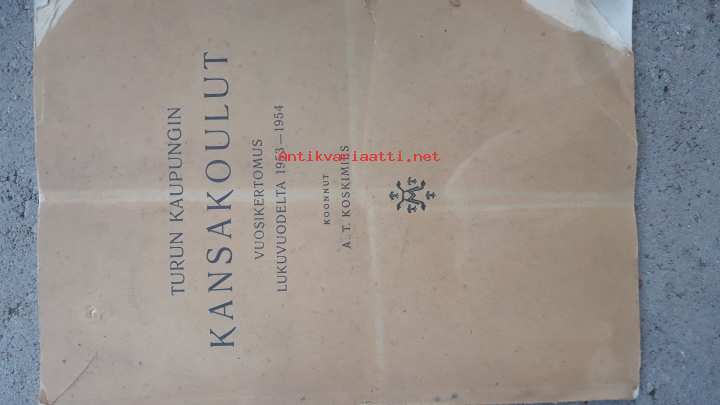 TURUN KAUPUNGIN
KANSAKOULUT
VUOSIKERTOMUS
LUKUVUODELTA 1953—1954
KOONNUT
A. T. KOSKIMIES
antikvariaatti.net